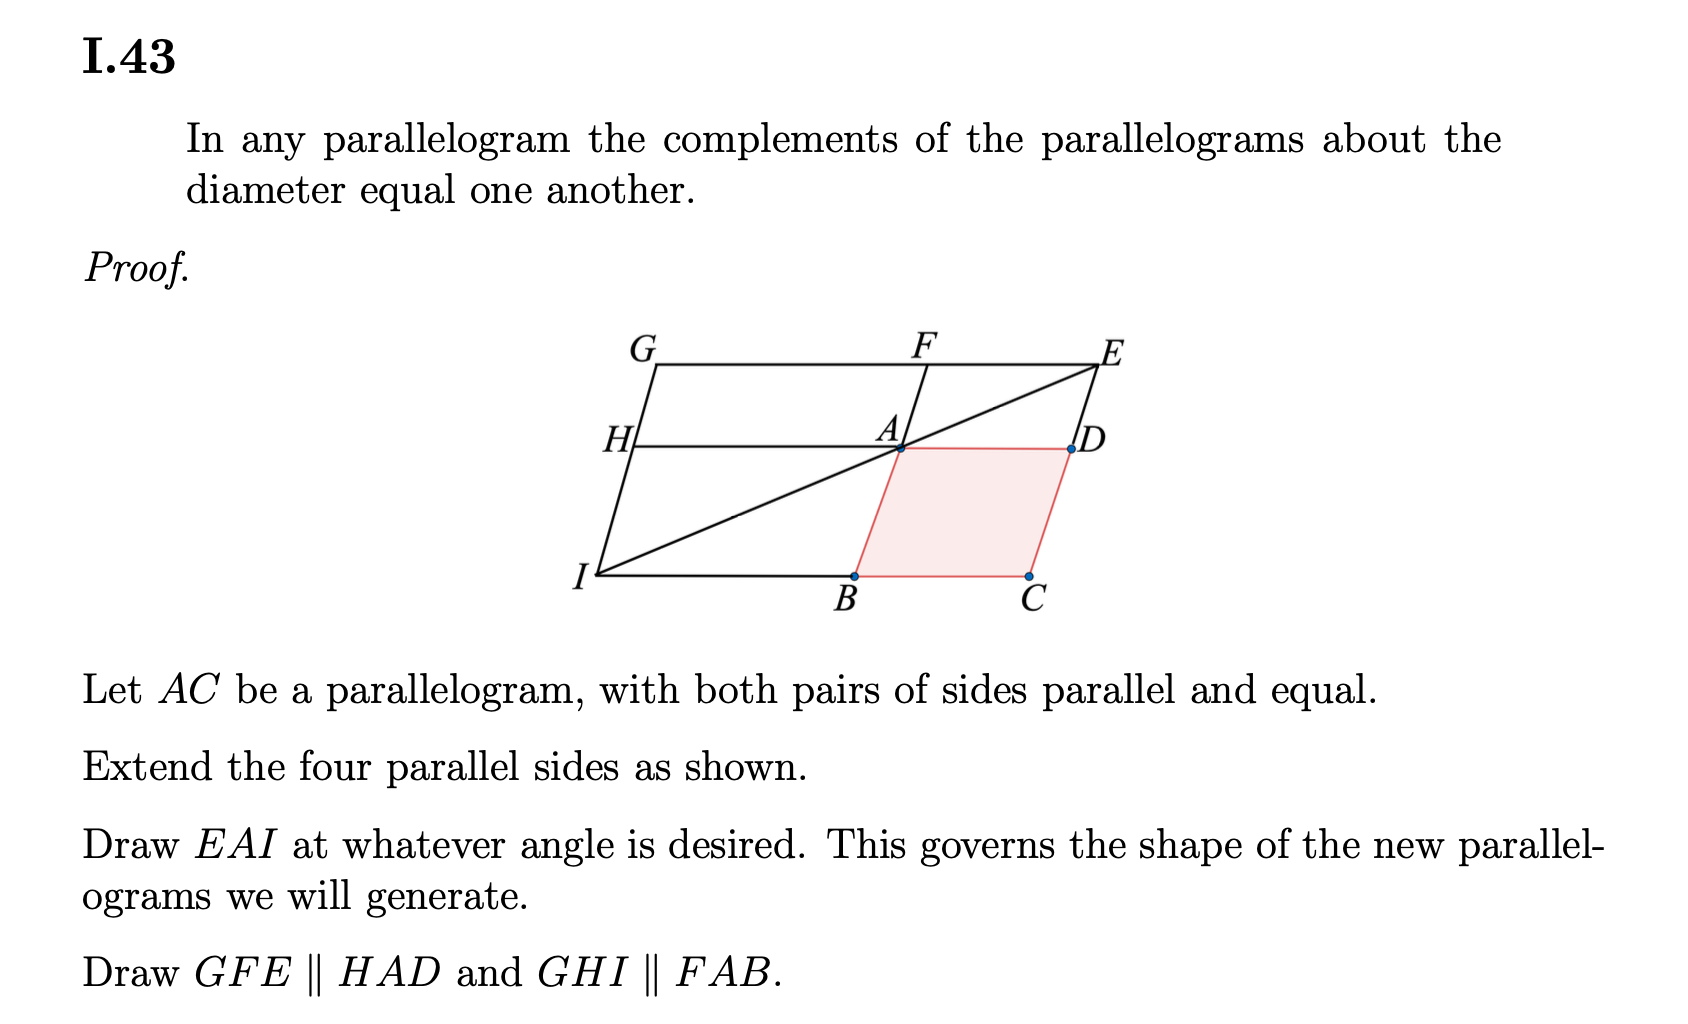 I.43
In any parallelogram the complements of the parallelograms about the
diameter equal one another.
Proof.
G F E
H A D
I B C
Let AC be a parallelogram, with both pairs of sides parallel and equal.
Extend the four parallel sides as shown.
Draw EAI at whatever angle is desired. This governs the shape of the new parallel-
ograms we will generate.
Draw GFE ∥ HAD and GHI ∥ FAB.